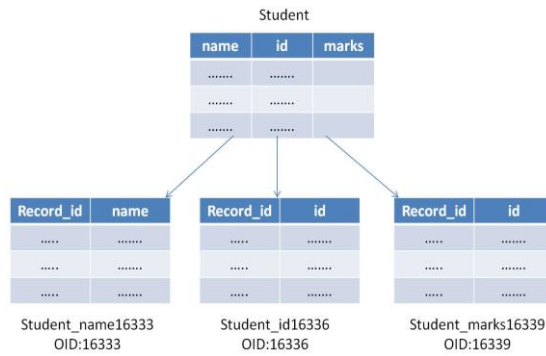 Student
name id marks
....... .......
....... .......
....... .......
Record_id name
..... .......
..... .......
..... .......
Student_name16333
OID:16333
Record_id id
..... .......
..... .......
..... .......
Student_id16336
OID:16336
Record_id id
..... .......
..... .......
..... .......
Student_marks16339
OID:16339